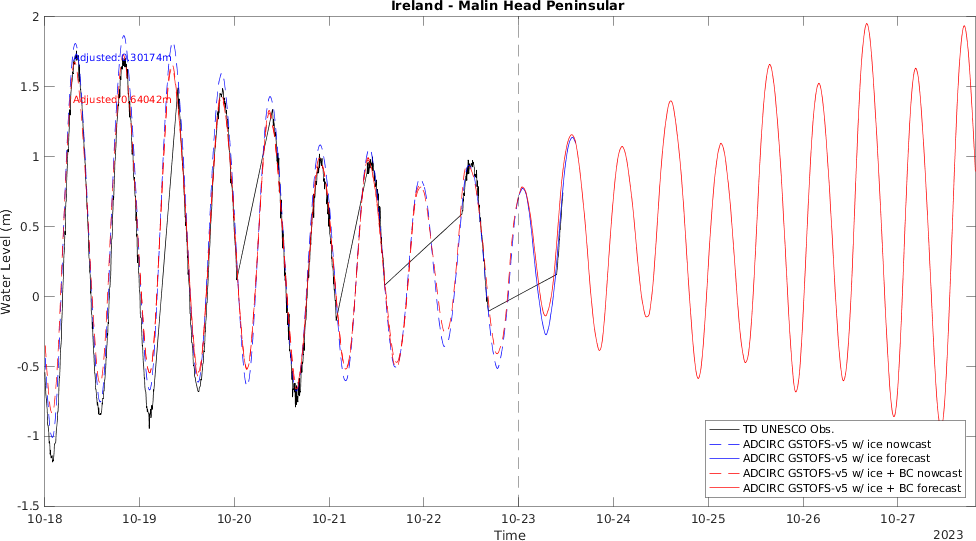 Ireland - Malin Head Peninsular
2
1.5
1
0.5
0
-0.5
-1
-1.5
Water Level (m)
Adjusted:0.30174m
Adjusted:0.64042m
TD UNESCO Obs.
ADCIRC GSTOFS-v5 w/ ice nowcast
ADCIRC GSTOFS-v5 w/ ice forecast
ADCIRC GSTOFS-v5 w/ ice + BC nowcast
ADCIRC GSTOFS-v5 w/ ice + BC forecast
10-18 10-19 10-20 10-21 10-22 10-23 10-24 10-25 10-26 10-27
Time
2023